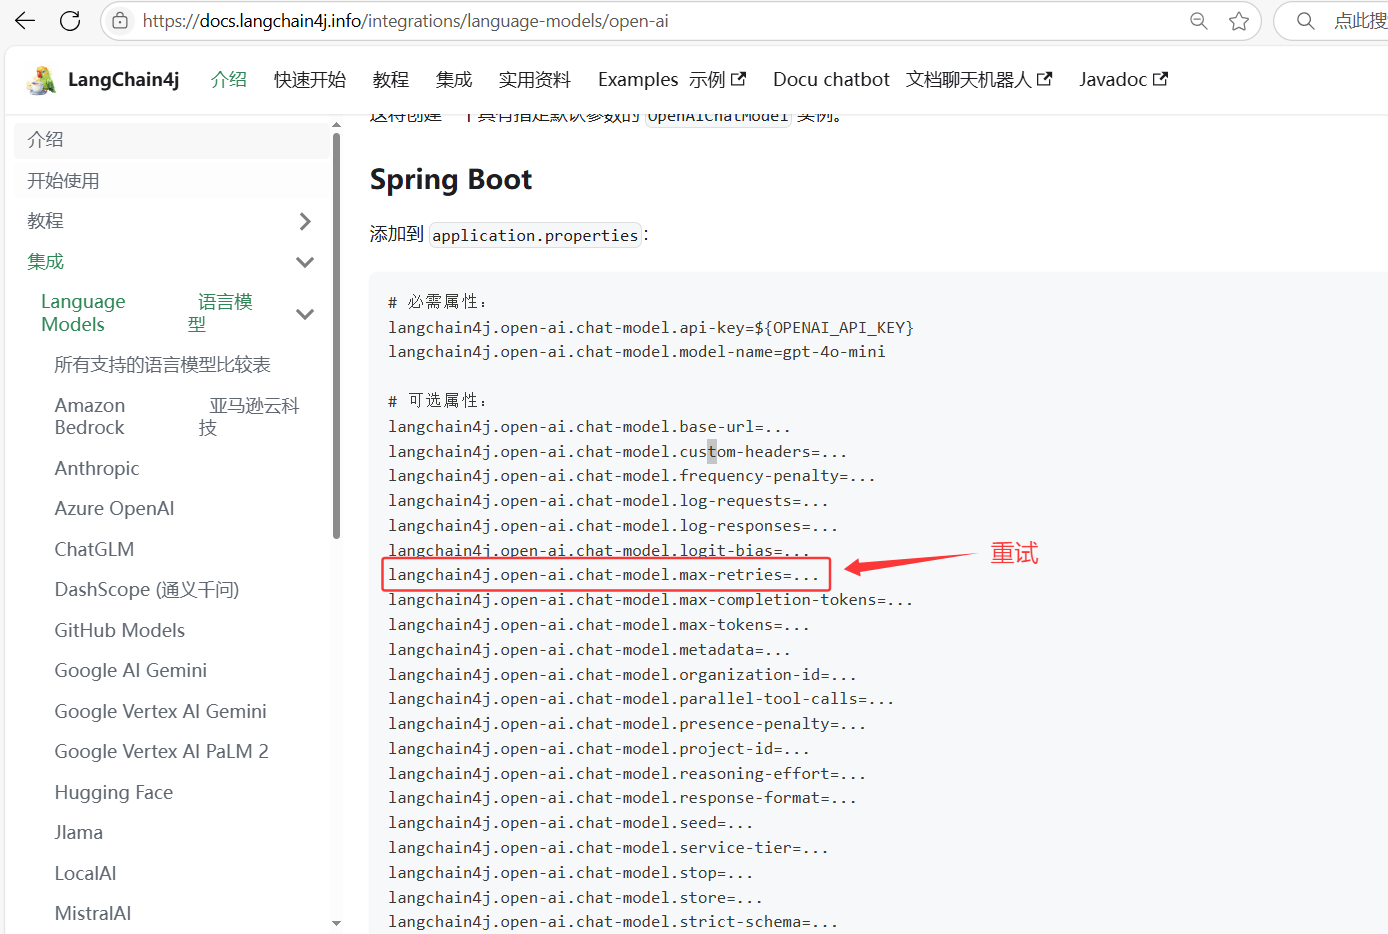 https://docs.langchain4j.info/integrations/language-models/open-ai
点此搜
LangChain4j 介绍 快速开始 教程 集成 实用资料 Examples 示例 Docu chatbot 文档聊天机器人 Javadoc
介绍
开始使用
教程
集成
Language Models 语言模型
所有支持的语言模型比较表
Amazon Bedrock 亚马逊云科技
Anthropic
Azure OpenAI
ChatGLM
DashScope (通义千问)
GitHub Models
Google AI Gemini
Google Vertex AI Gemini
Google Vertex AI PaLM 2
Hugging Face
Jlama
LocalAI
MistralAI
这将创建一个具有指定默认参数的 OpenAiChatModel 实例。
Spring Boot
添加到 application.properties：
# 必需属性：
langchain4j.open-ai.chat-model.api-key=${OPENAI_API_KEY}
langchain4j.open-ai.chat-model.model-name=gpt-4o-mini
# 可选属性：
langchain4j.open-ai.chat-model.base-url=...
langchain4j.open-ai.chat-model.custom-headers=...
langchain4j.open-ai.chat-model.frequency-penalty=...
langchain4j.open-ai.chat-model.log-requests=...
langchain4j.open-ai.chat-model.log-responses=...
langchain4j.open-ai.chat-model.logit-bias=...
langchain4j.open-ai.chat-model.max-retries=...
重试
langchain4j.open-ai.chat-model.max-completion-tokens=...
langchain4j.open-ai.chat-model.max-tokens=...
langchain4j.open-ai.chat-model.metadata=...
langchain4j.open-ai.chat-model.organization-id=...
langchain4j.open-ai.chat-model.parallel-tool-calls=...
langchain4j.open-ai.chat-model.presence-penalty=...
langchain4j.open-ai.chat-model.project-id=...
langchain4j.open-ai.chat-model.reasoning-effort=...
langchain4j.open-ai.chat-model.response-format=...
langchain4j.open-ai.chat-model.seed=...
langchain4j.open-ai.chat-model.service-tier=...
langchain4j.open-ai.chat-model.stop=...
langchain4j.open-ai.chat-model.store=...
langchain4j.open-ai.chat-model.strict-schema=...